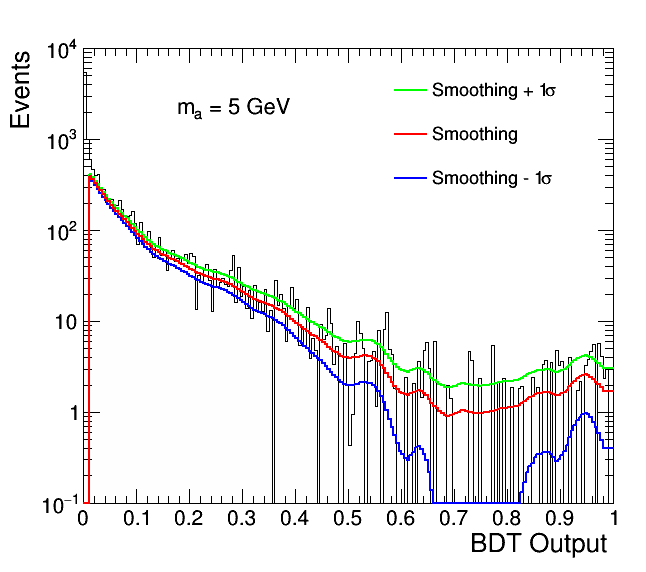 Events
10⁴
10³
10²
10
1
10⁻¹
mₐ = 5 GeV
Smoothing + 1σ
Smoothing
Smoothing - 1σ
0 0.1 0.2 0.3 0.4 0.5 0.6 0.7 0.8 0.9 1
BDT Output